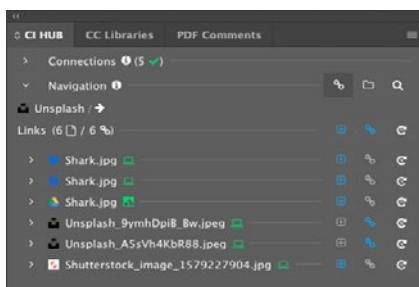 CI HUB CC Libraries PDF Comments
Connections (5 ✓)
Navigation
Unsplash / →
Links (6 / 6)
Shark.jpg
Shark.jpg
Shark.jpg
Unsplash_9ymhDpiB_Bw.jpeg
Unsplash_A5sVh4KbR88.jpeg
Shutterstock_image_1579227904.jpg